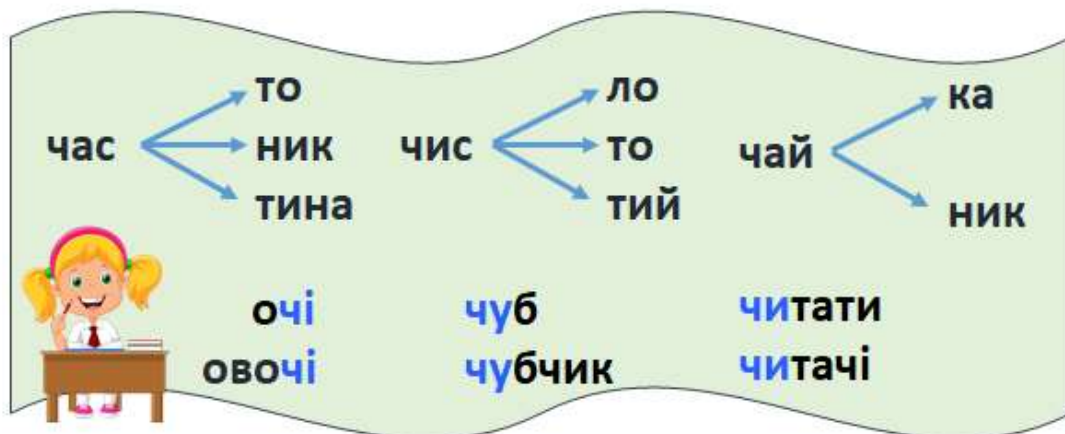 час
то
ник
тина
чис
ло
то
тий
чай
ка
ник
очі
овочі
чуб
чубчик
читати
читачі